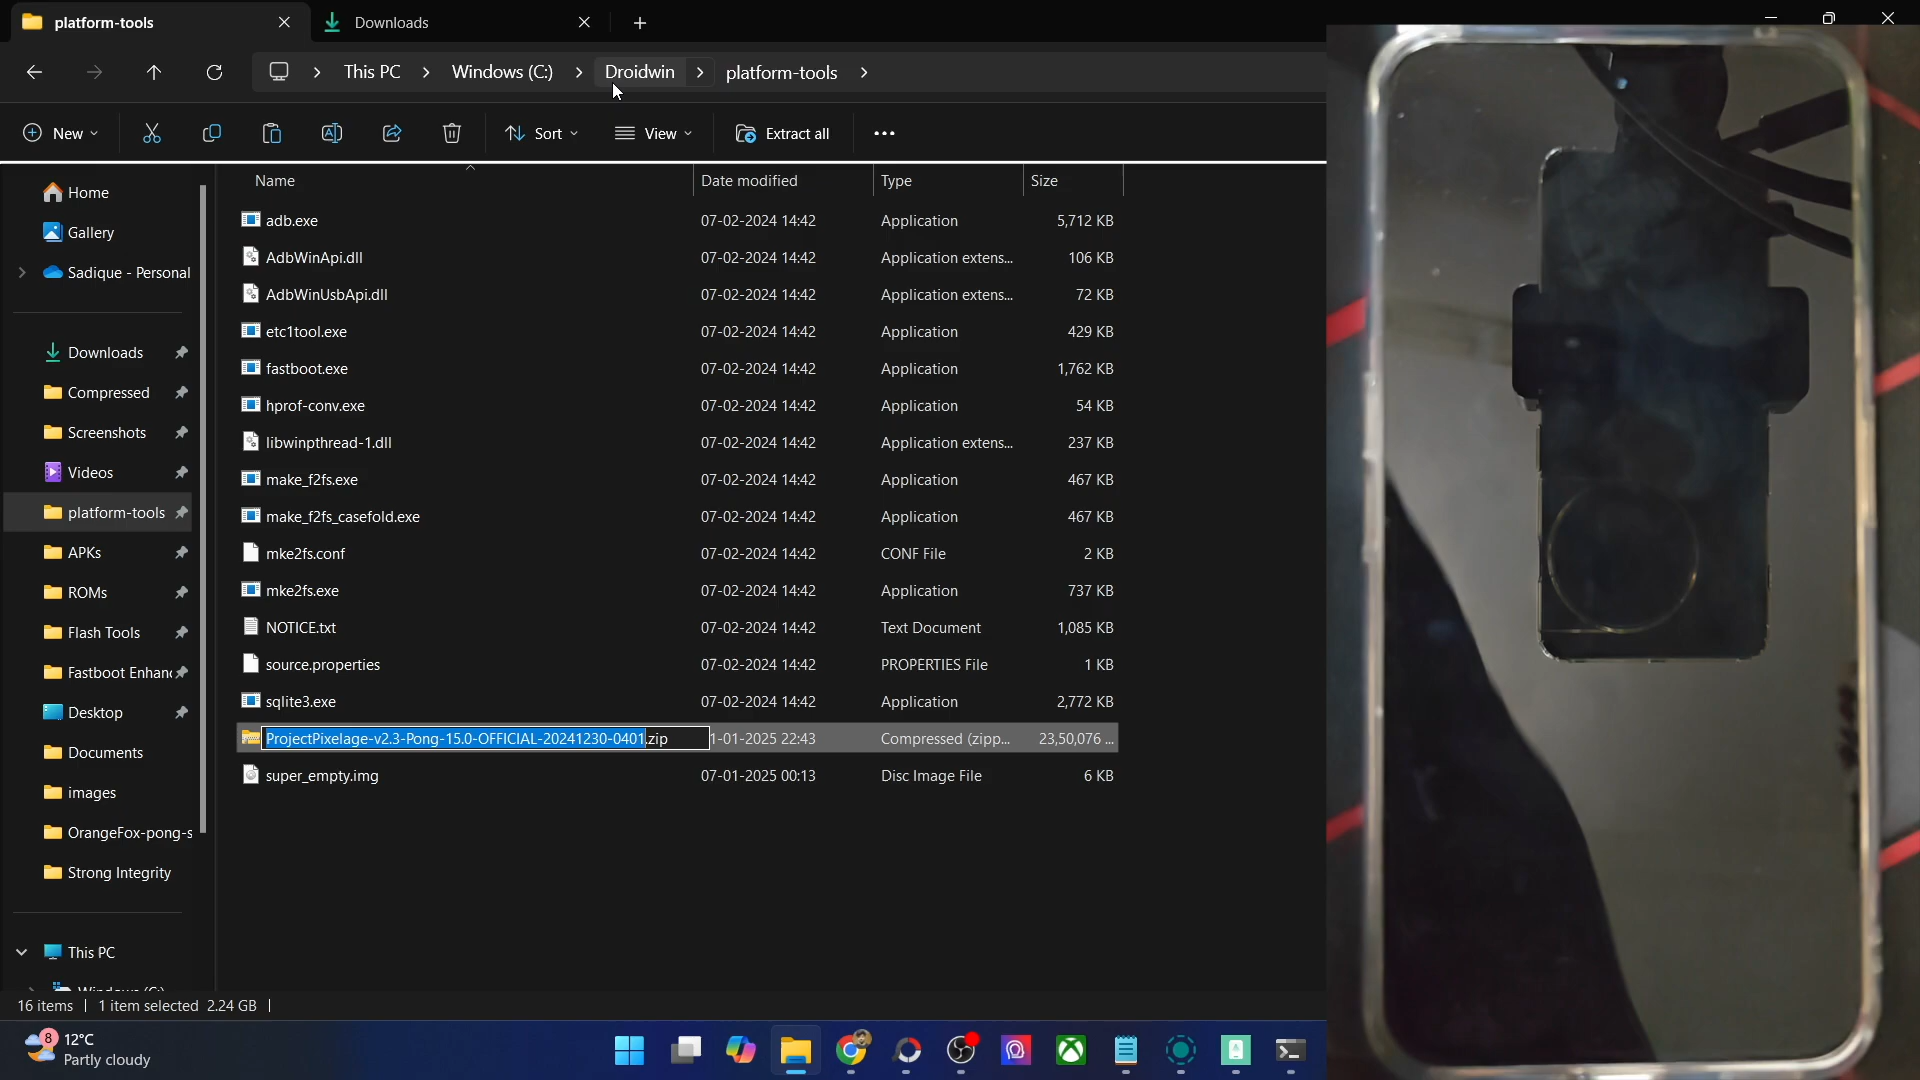 platform-tools
Downloads
This PC
Windows (C:)
Droidwin
platform-tools
New
Sort
View
Extract all
Name
Date modified
Type
Size
adb.exe 07-02-2024 14:42 Application 5,712 KB
AdbWinApi.dll 07-02-2024 14:42 Application extens... 106 KB
AdbWinUsbApi.dll 07-02-2024 14:42 Application extens... 72 KB
etc1tool.exe 07-02-2024 14:42 Application 429 KB
fastboot.exe 07-02-2024 14:42 Application 1,762 KB
hprof-conv.exe 07-02-2024 14:42 Application 54 KB
libwinpthread-1.dll 07-02-2024 14:42 Application extens... 237 KB
make_f2fs.exe 07-02-2024 14:42 Application 467 KB
make_f2fs_casefold.exe 07-02-2024 14:42 Application 467 KB
mke2fs.conf 07-02-2024 14:42 CONF File 2 KB
mke2fs.exe 07-02-2024 14:42 Application 737 KB
NOTICE.txt 07-02-2024 14:42 Text Document 1,085 KB
source.properties 07-02-2024 14:42 PROPERTIES File 1 KB
sqlite3.exe 07-02-2024 14:42 Application 2,772 KB
ProjectPixelage-v2.3-Pong-15.0-OFFICIAL-20241230-0401.zip 1-01-2025 22:43 Compressed (zipp... 23,50,076 ...
super_empty.img 07-01-2025 00:13 Disc Image File 6 KB
Home
Gallery
Sadique - Personal
Downloads
Compressed
Screenshots
Videos
platform-tools
APKs
ROMs
Flash Tools
Fastboot Enhanc
Desktop
Documents
images
OrangeFox-pong-s
Strong Integrity
This PC
16 items
1 item selected 2.24 GB
8
12°C
Partly cloudy